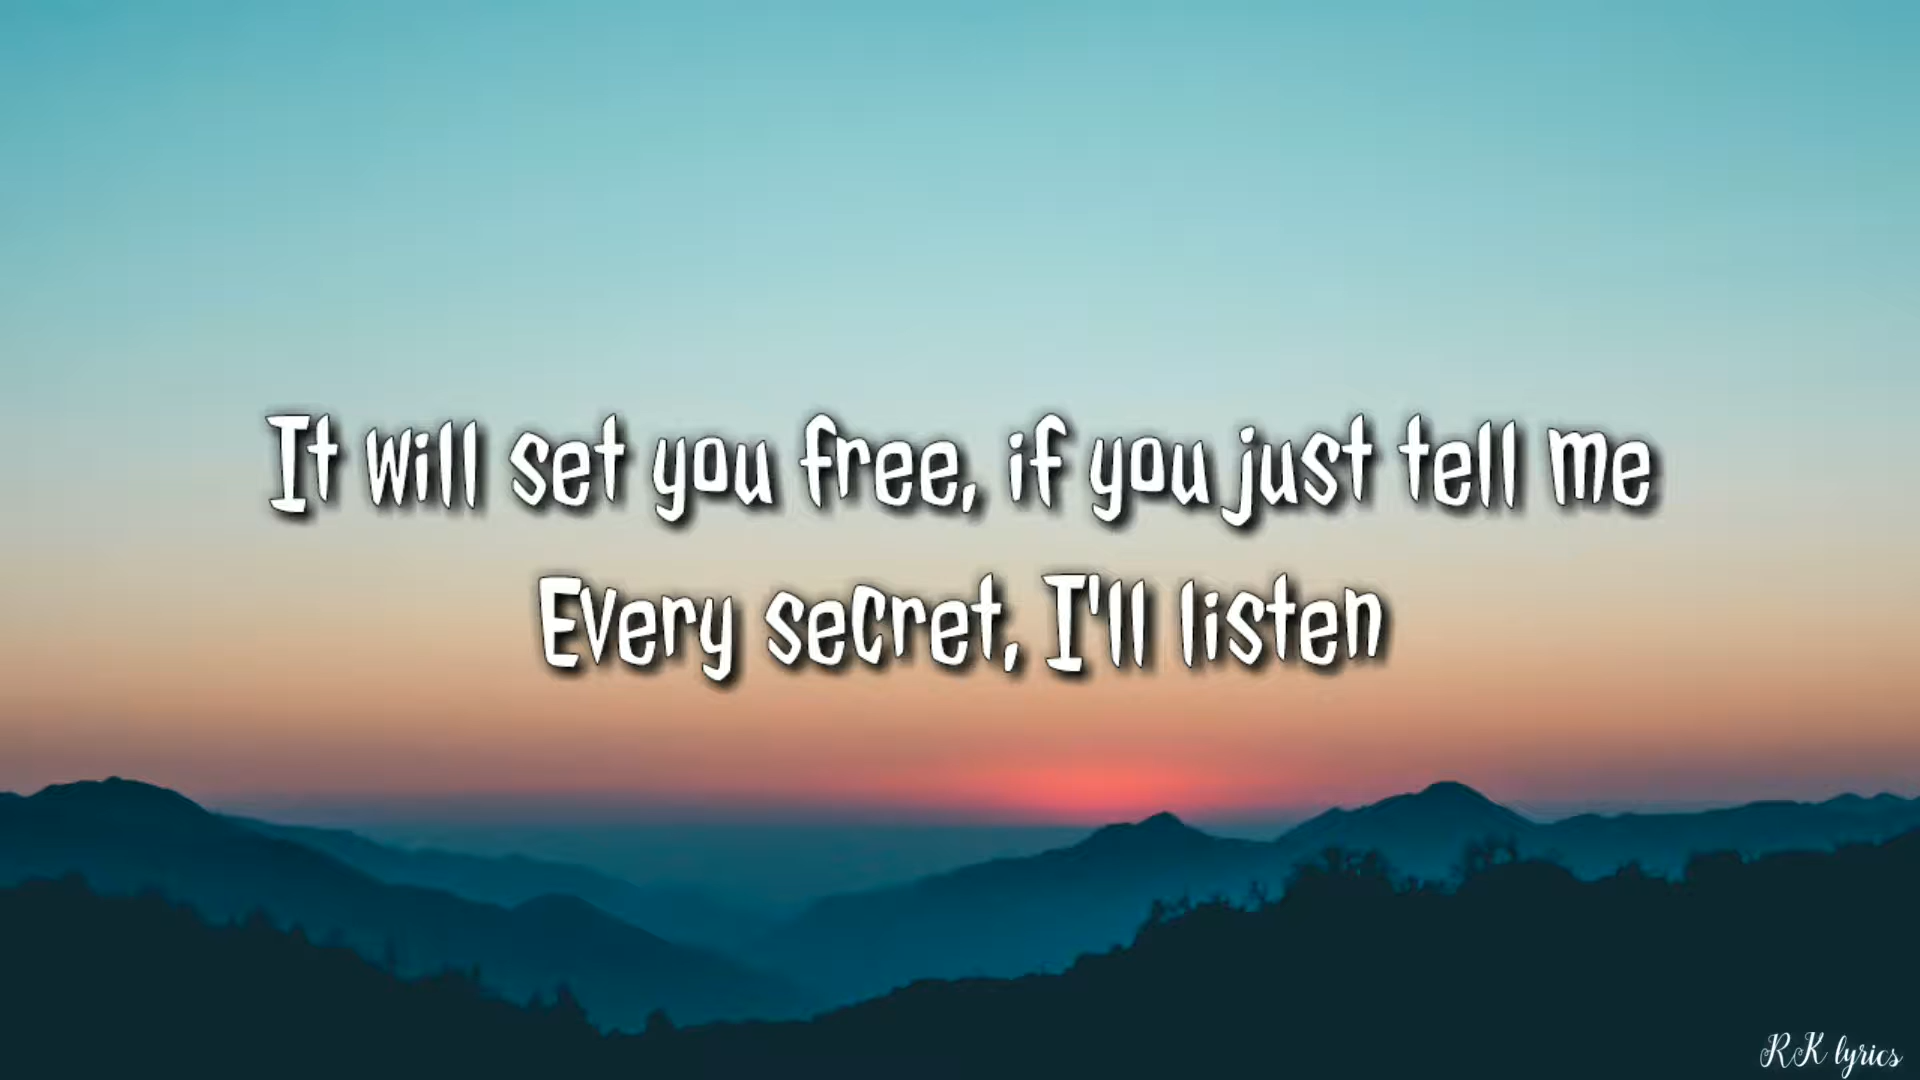 It will set you free, if you just tell me
Every secret, I'll listen
RK lyrics